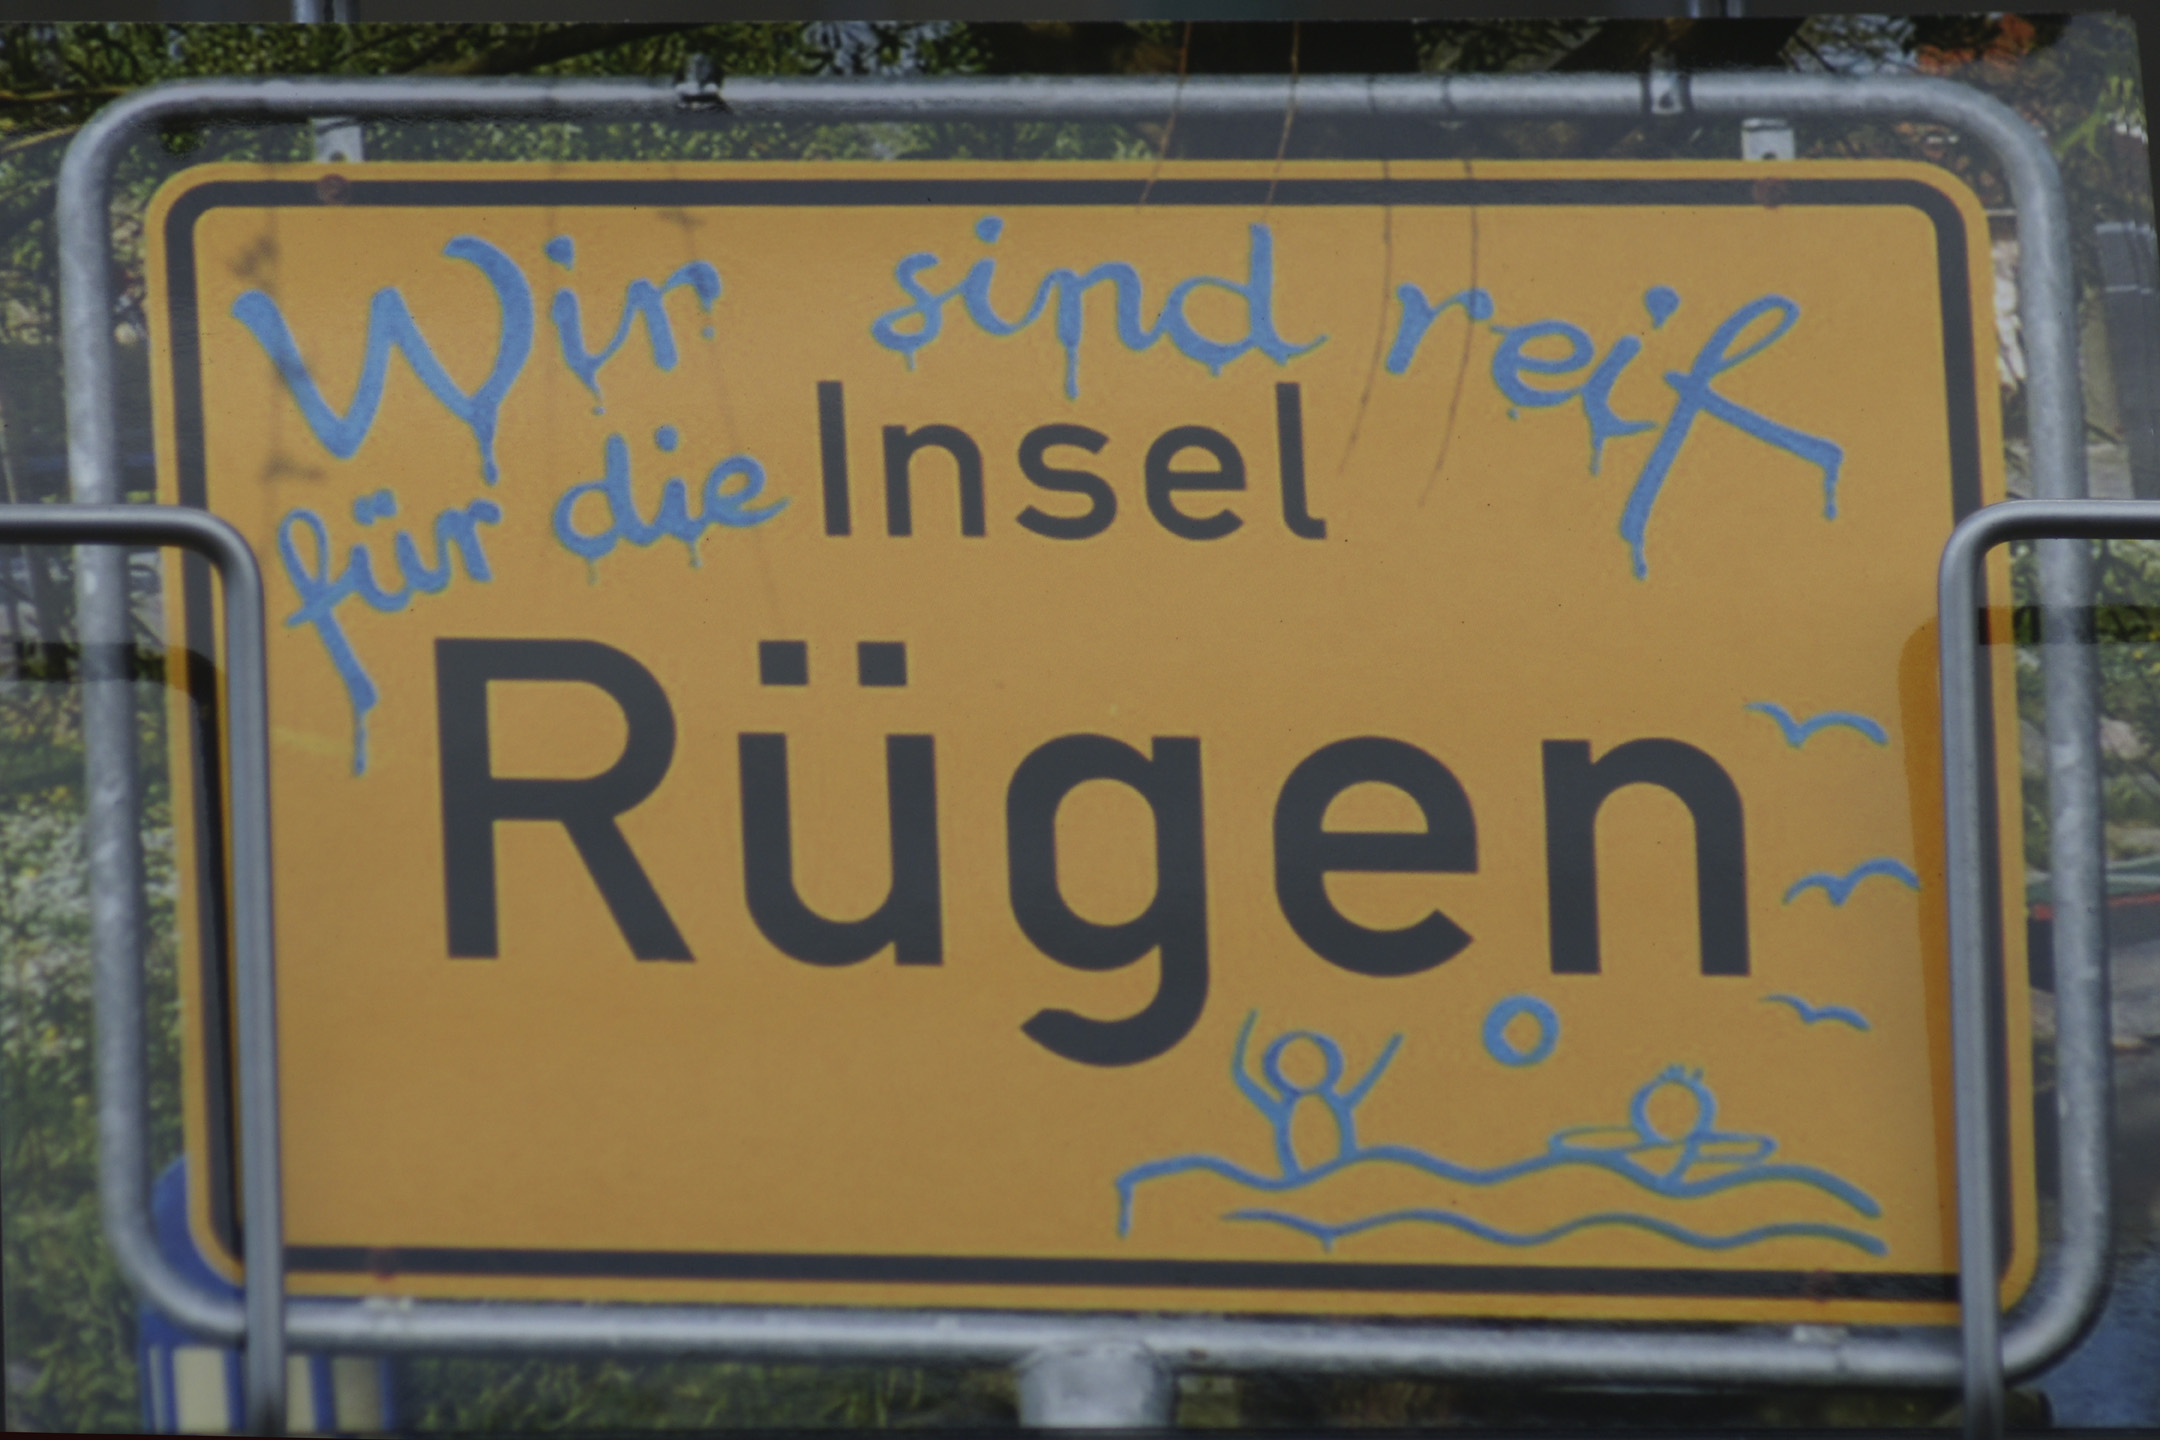 Wir sind reif
für die Insel
Rügen